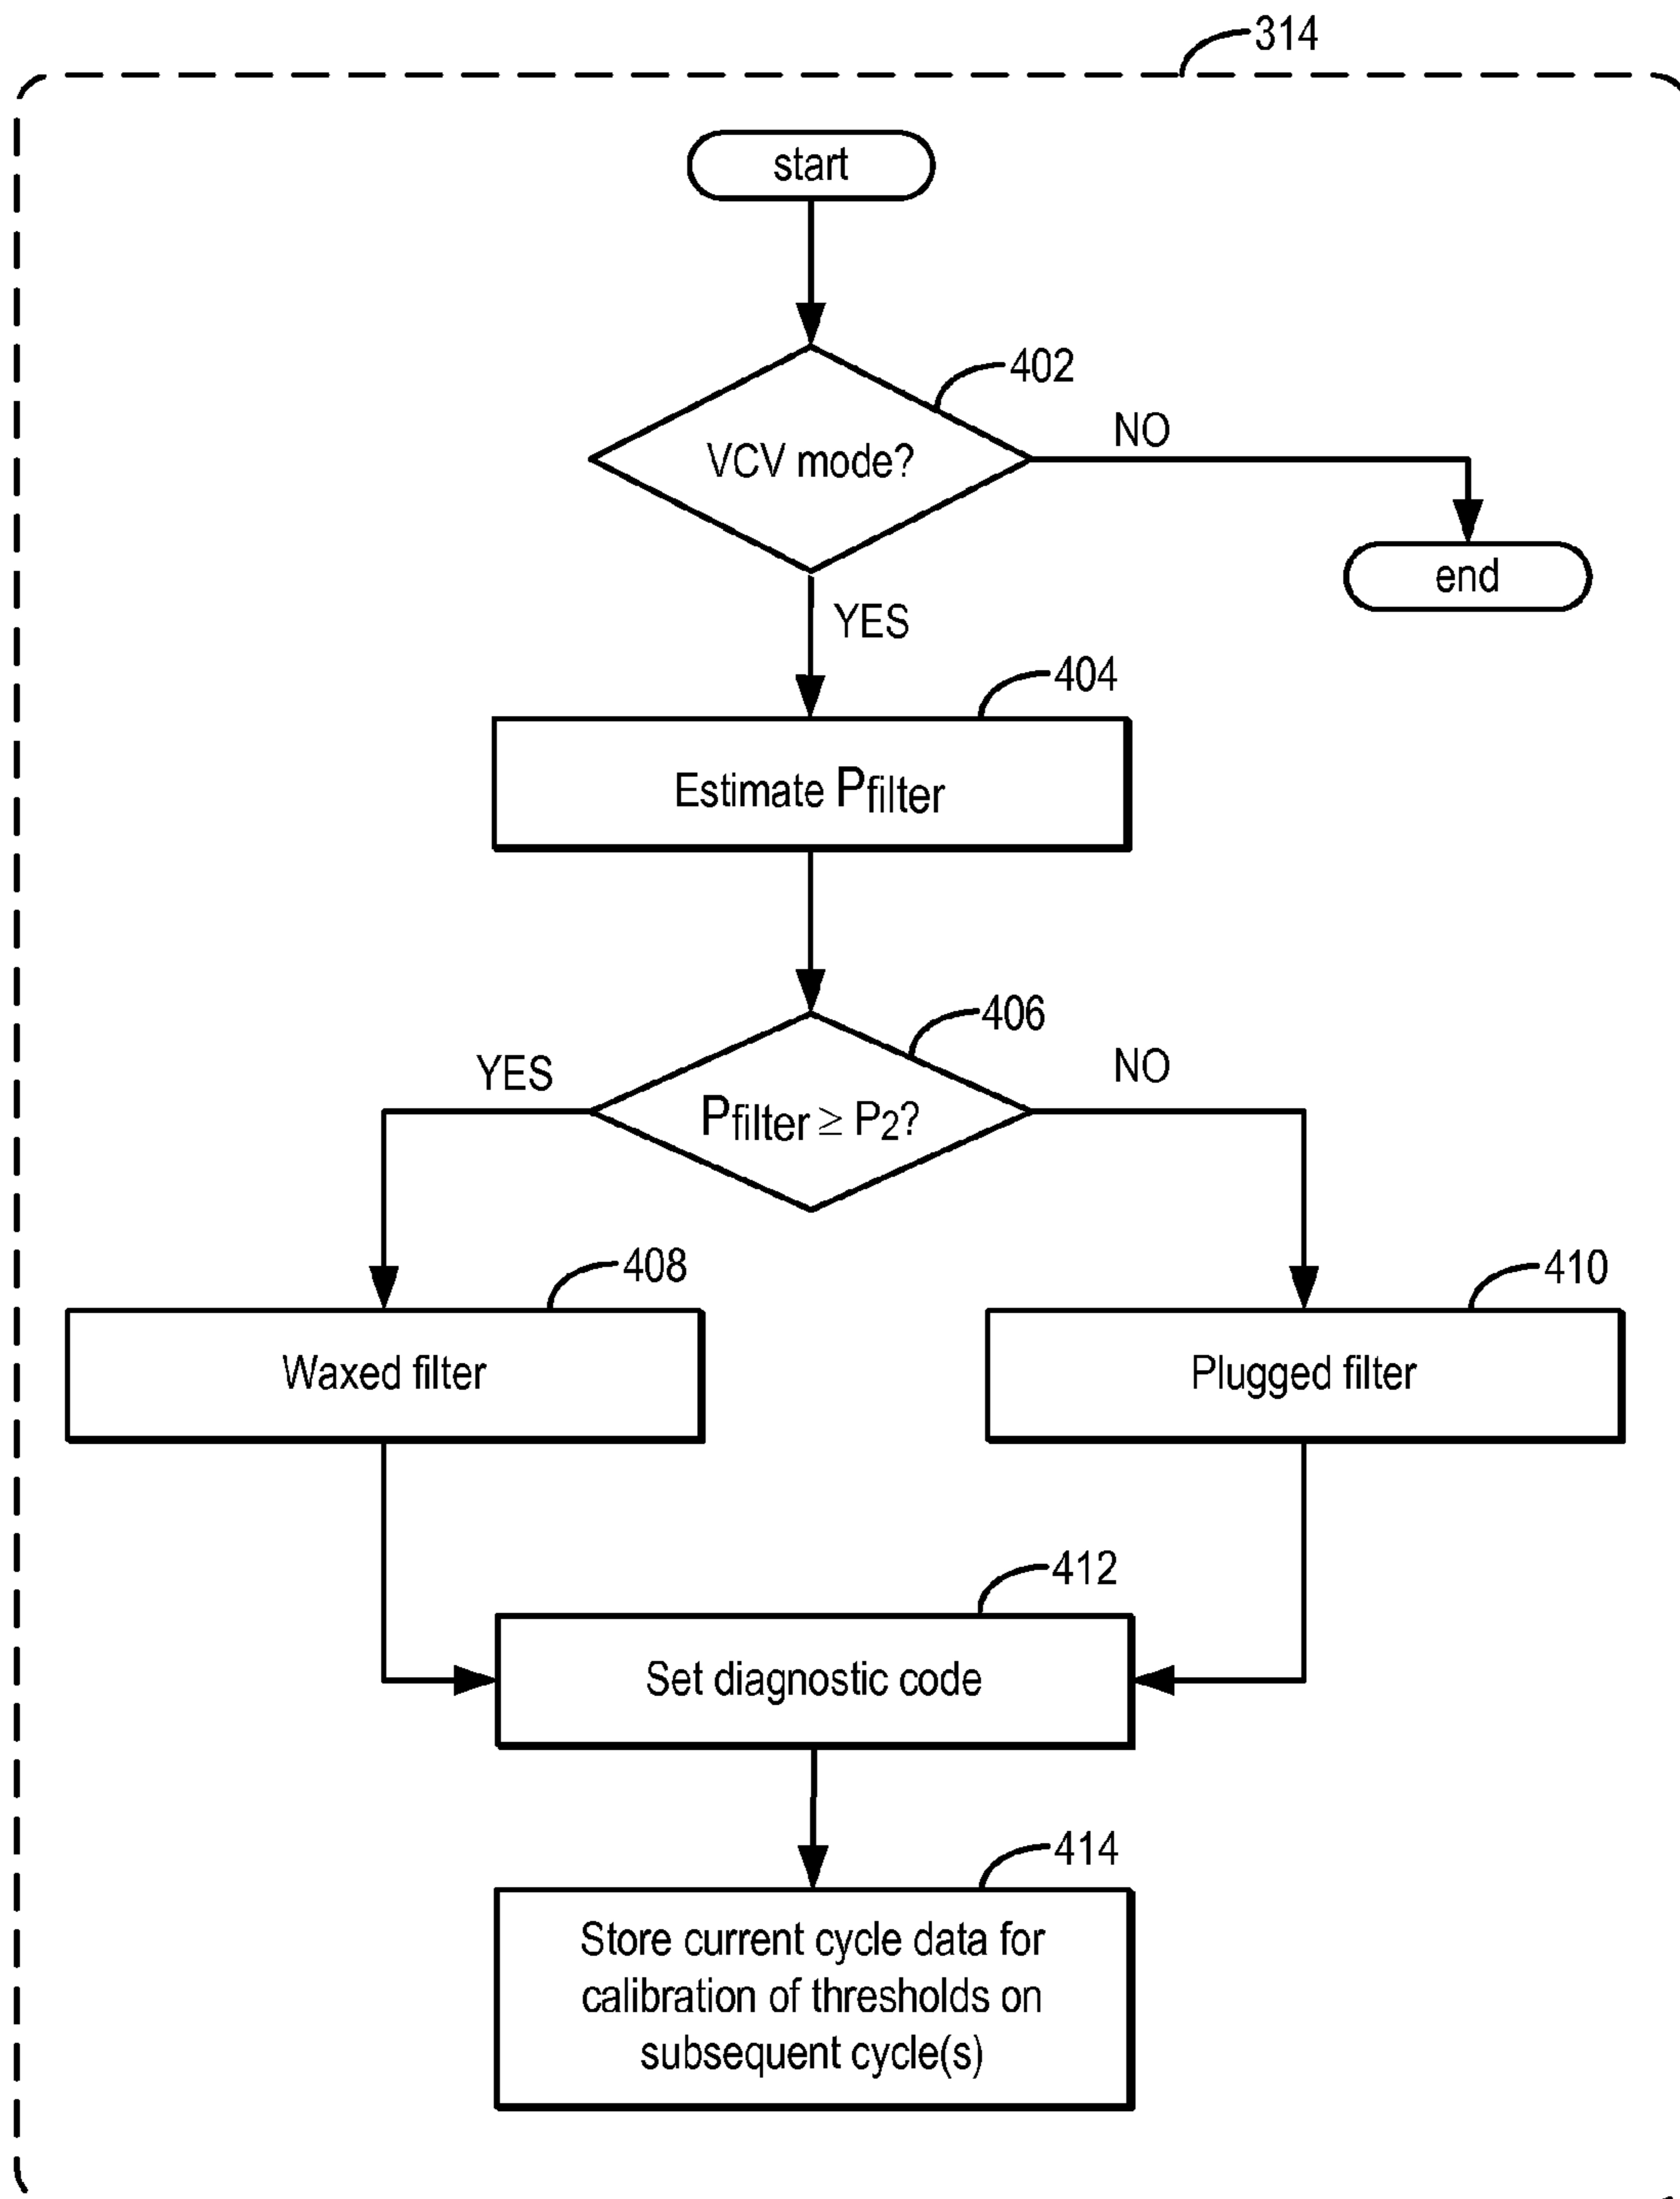 314
start
402
VCV mode?
NO
end
YES
404
Estimate Pfilter
406
YES
Pfilter ≥ P2?
NO
408
Waxed filter
410
Plugged filter
412
Set diagnostic code
414
Store current cycle data for
calibration of thresholds on
subsequent cycle(s)